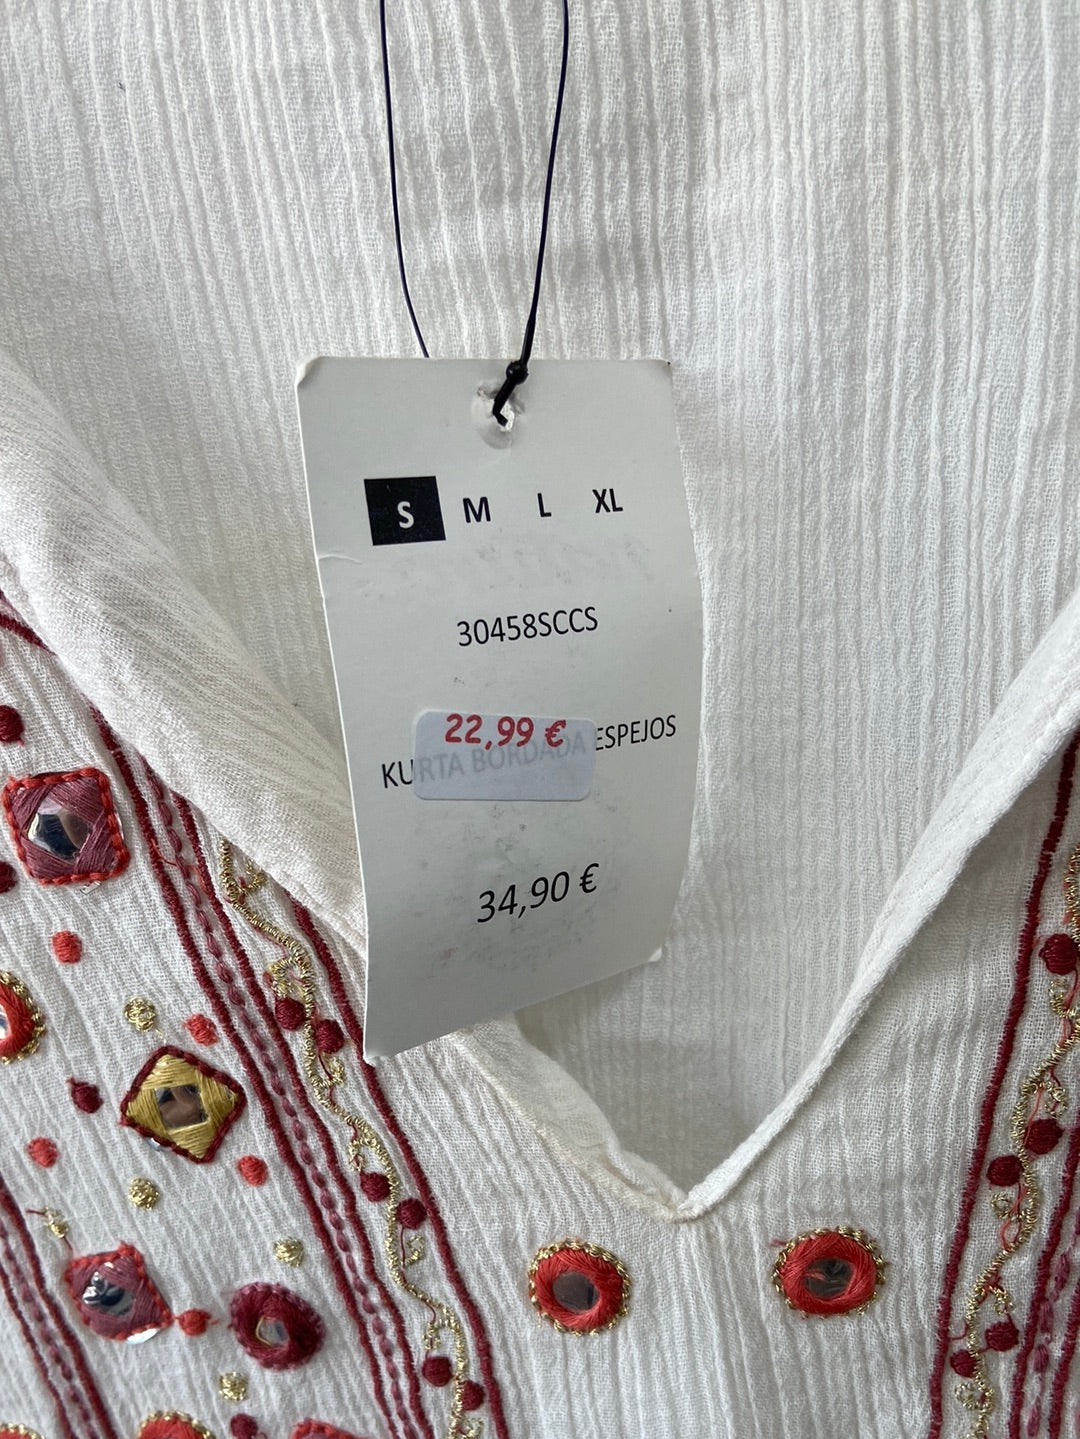 S M L XL
30458SCCS
22,99 €
KURTA BORDADA ESPEJOS
34,90 €